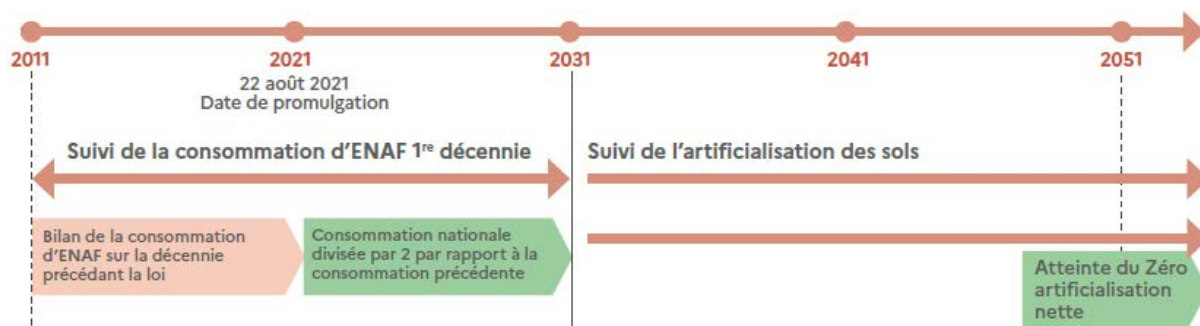 2011
2021
2031
2041
2051
22 août 2021
Date de promulgation
Suivi de la consommation d'ENAF 1re décennie
Suivi de l'artificialisation des sols
Bilan de la consommation
d'ENAF sur la décennie
précédant la loi
Consommation nationale
divisée par 2 par rapport à la
consommation précédente
Atteinte du Zéro
artificialisation
nette